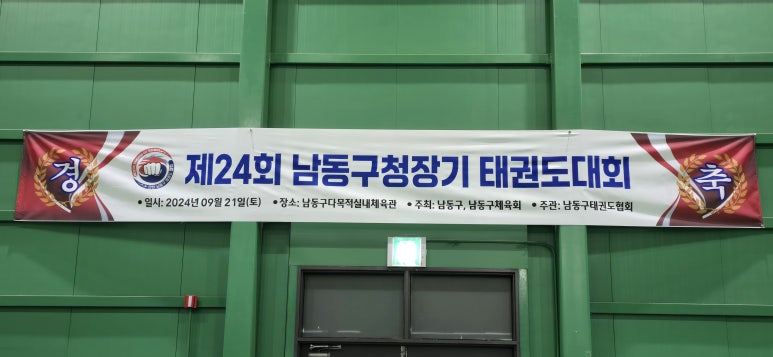 경 제24회 남동구청장기 태권도대회 축
• 일시: 2024년 09월 21일(토) • 장소: 남동구다목적실내체육관 • 주최: 남동구, 남동구체육회 • 주관: 남동구태권도협회